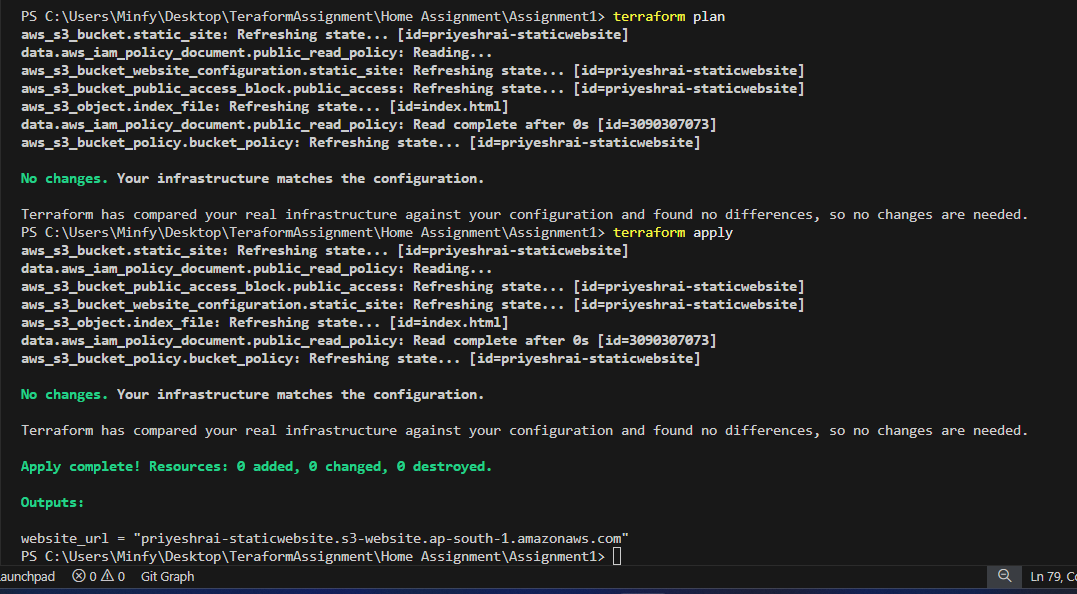 PS C:\Users\Minfy\Desktop\TeraformAssignment\Home Assignment\Assignment1> terraform plan
aws_s3_bucket.static_site: Refreshing state... [id=priyeshrai-staticwebsite]
data.aws_iam_policy_document.public_read_policy: Reading...
aws_s3_bucket_website_configuration.static_site: Refreshing state... [id=priyeshrai-staticwebsite]
aws_s3_bucket_public_access_block.public_access: Refreshing state... [id=priyeshrai-staticwebsite]
aws_s3_object.index_file: Refreshing state... [id=index.html]
data.aws_iam_policy_document.public_read_policy: Read complete after 0s [id=3090307073]
aws_s3_bucket_policy.bucket_policy: Refreshing state... [id=priyeshrai-staticwebsite]
No changes. Your infrastructure matches the configuration.
Terraform has compared your real infrastructure against your configuration and found no differences, so no changes are needed.
PS C:\Users\Minfy\Desktop\TeraformAssignment\Home Assignment\Assignment1> terraform apply
aws_s3_bucket.static_site: Refreshing state... [id=priyeshrai-staticwebsite]
data.aws_iam_policy_document.public_read_policy: Reading...
aws_s3_bucket_public_access_block.public_access: Refreshing state... [id=priyeshrai-staticwebsite]
aws_s3_bucket_website_configuration.static_site: Refreshing state... [id=priyeshrai-staticwebsite]
aws_s3_object.index_file: Refreshing state... [id=index.html]
data.aws_iam_policy_document.public_read_policy: Read complete after 0s [id=3090307073]
aws_s3_bucket_policy.bucket_policy: Refreshing state... [id=priyeshrai-staticwebsite]
No changes. Your infrastructure matches the configuration.
Terraform has compared your real infrastructure against your configuration and found no differences, so no changes are needed.
Apply complete! Resources: 0 added, 0 changed, 0 destroyed.
Outputs:
website_url = "priyeshrai-staticwebsite.s3-website.ap-south-1.amazonaws.com"
PS C:\Users\Minfy\Desktop\TeraformAssignment\Home Assignment\Assignment1>
aunchpad 0 0 Git Graph Ln 79, Co